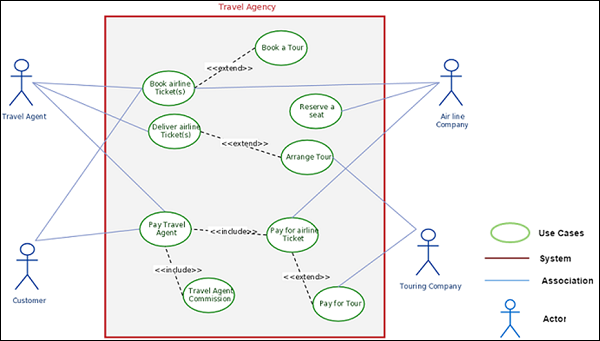 Travel Agency
Book a Tour
<<extend>>
Book airline
Ticket(s)
Travel Agent
Reserve a
seat
Air line
Company
Deliver airline
Ticket(s)
<<extend>>
Arrange Tour
Pay Travel
Agent
<<include>>
Pay for airline
Ticket
<<include>>
<<extend>>
Travel Agent
Commission
Pay for Tour
Customer
Touring Company
Use Cases
System
Association
Actor